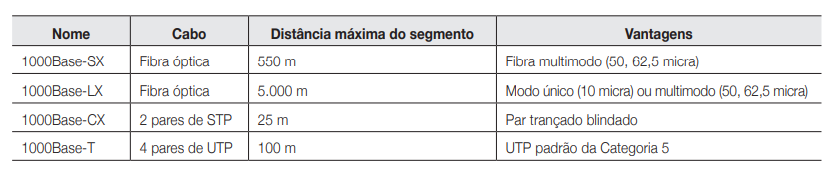 Nome Cabo Distância máxima do segmento Vantagens
1000Base-SX Fibra óptica 550 m Fibra multimodo (50, 62,5 micra)
1000Base-LX Fibra óptica 5.000 m Modo único (10 micra) ou multimodo (50, 62,5 micra)
1000Base-CX 2 pares de STP 25 m Par trançado blindado
1000Base-T 4 pares de UTP 100 m UTP padrão da Categoria 5